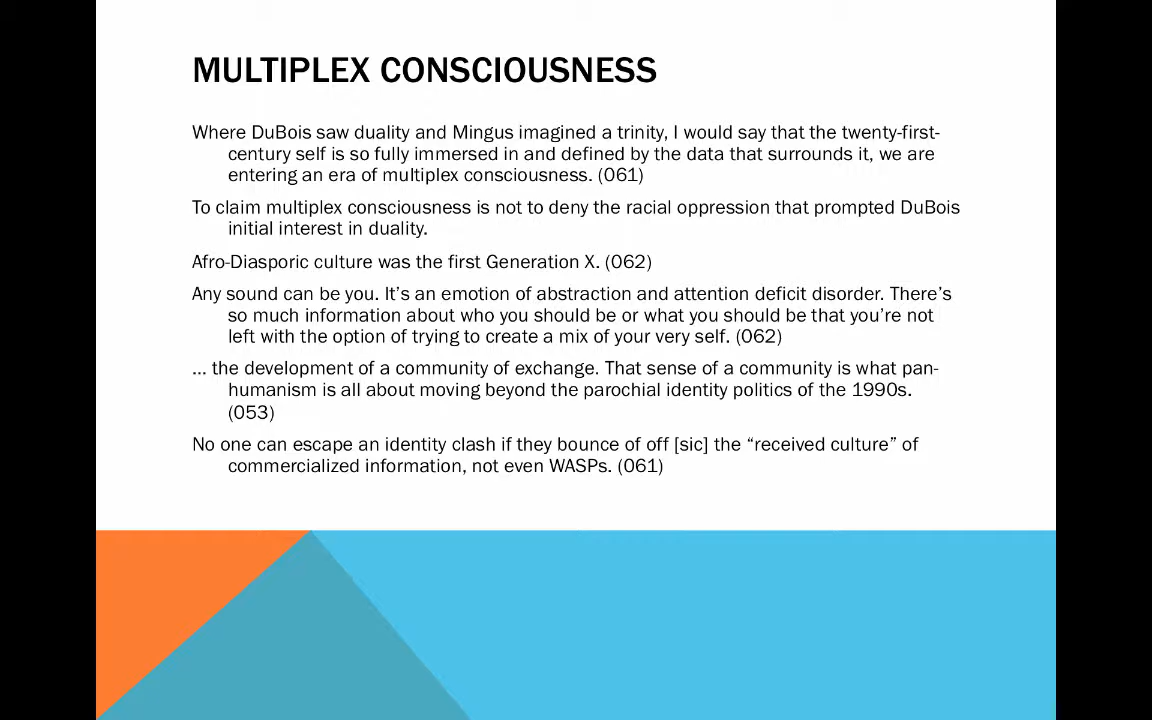 MULTIPLEX CONSCIOUSNESS
Where DuBois saw duality and Mingus imagined a trinity, I would say that the twenty-first-
century self is so fully immersed in and defined by the data that surrounds it, we are
entering an era of multiplex consciousness. (061)
To claim multiplex consciousness is not to deny the racial oppression that prompted DuBois
initial interest in duality.
Afro-Diasporic culture was the first Generation X. (062)
Any sound can be you. It’s an emotion of abstraction and attention deficit disorder. There’s
so much information about who you should be or what you should be that you’re not
left with the option of trying to create a mix of your very self. (062)
… the development of a community of exchange. That sense of a community is what pan-
humanism is all about moving beyond the parochial identity politics of the 1990s.
(053)
No one can escape an identity clash if they bounce of off [sic] the “received culture” of
commercialized information, not even WASPs. (061)